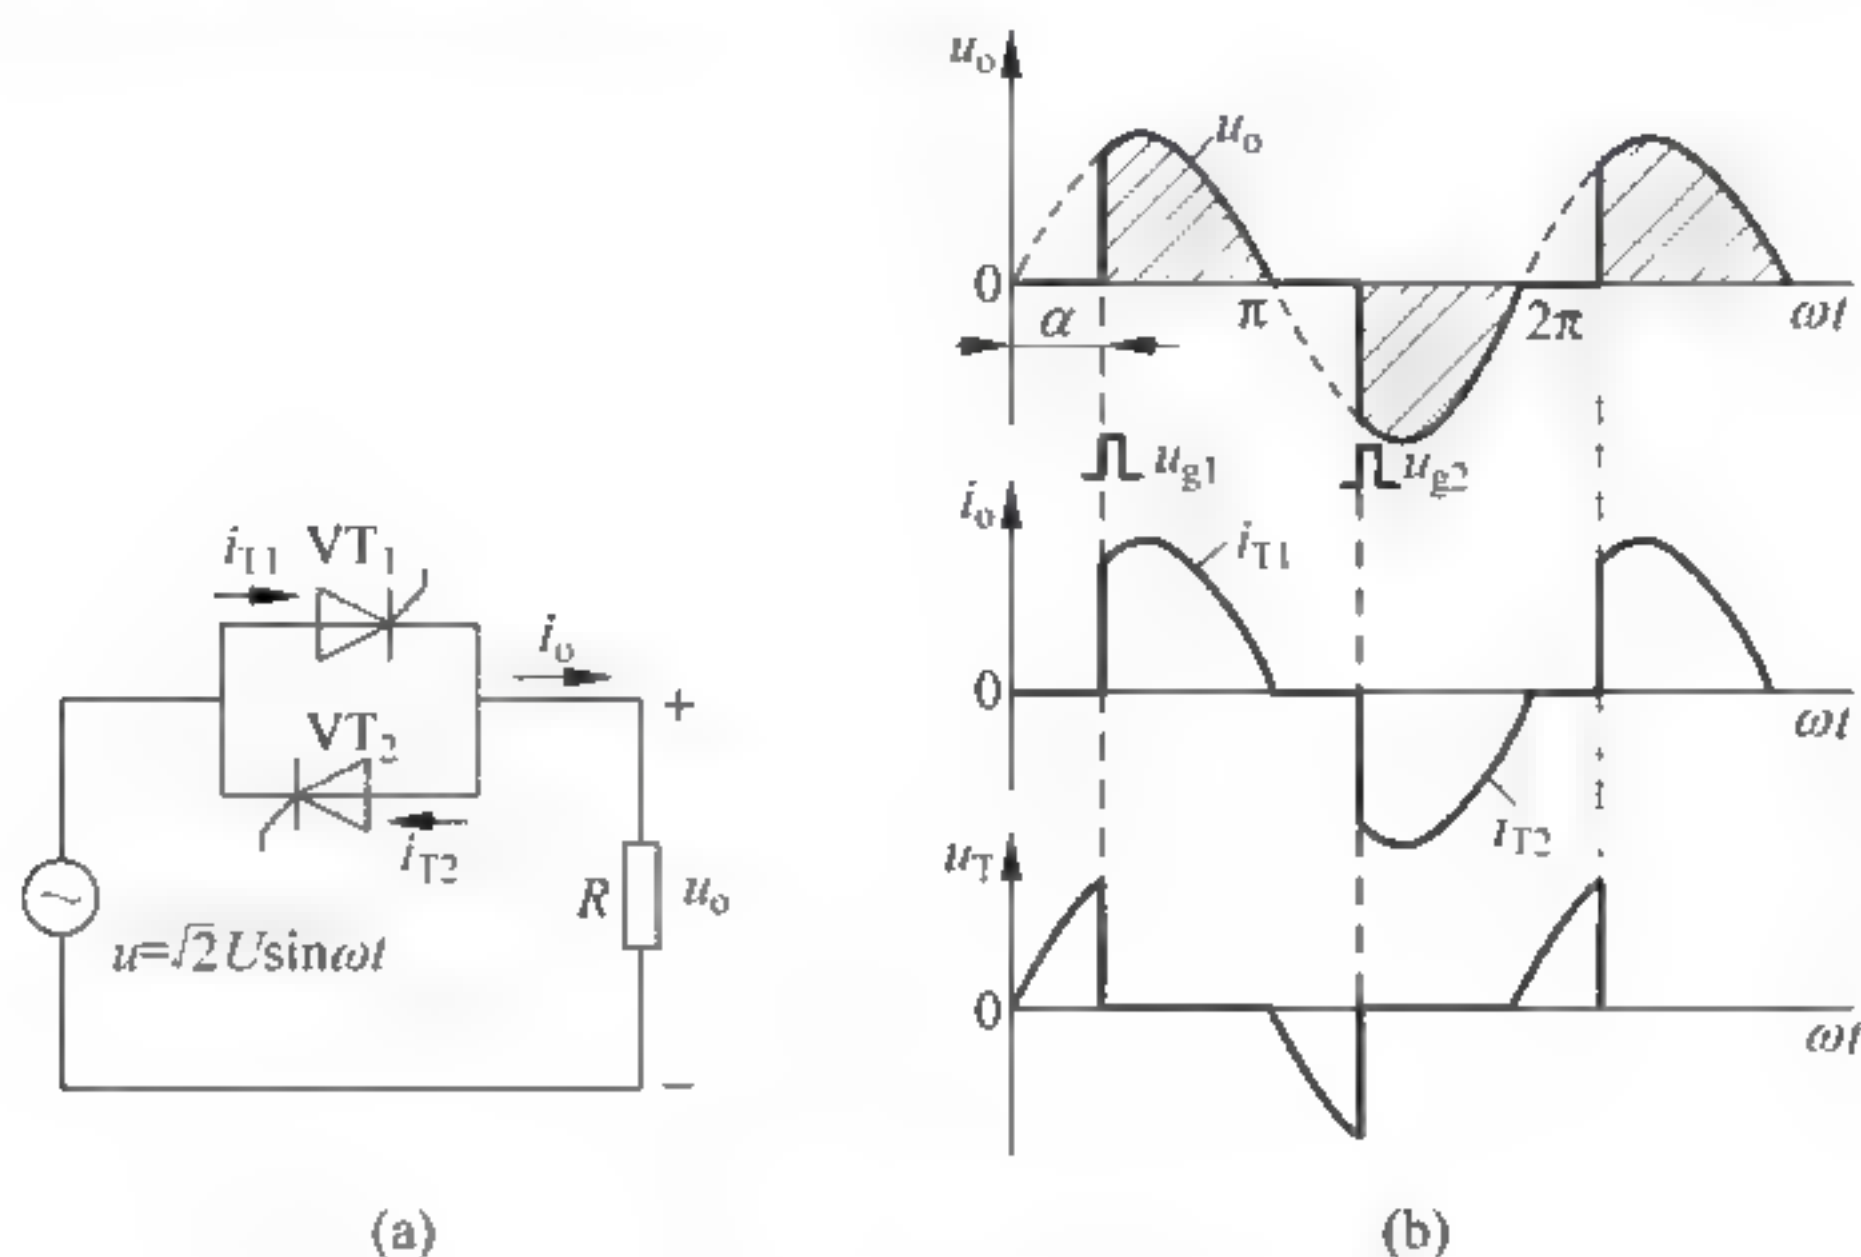 i_T1 VT_1
i_o
+
VT_2
i_T2
R u_o
u=√2Usinωt
−
(a)
u_o
u_o
0
α π 2π ωt
u_g1 u_g2
i_o
i_T1
0
ωt
i_T2
u_T
0
ωt
(b)